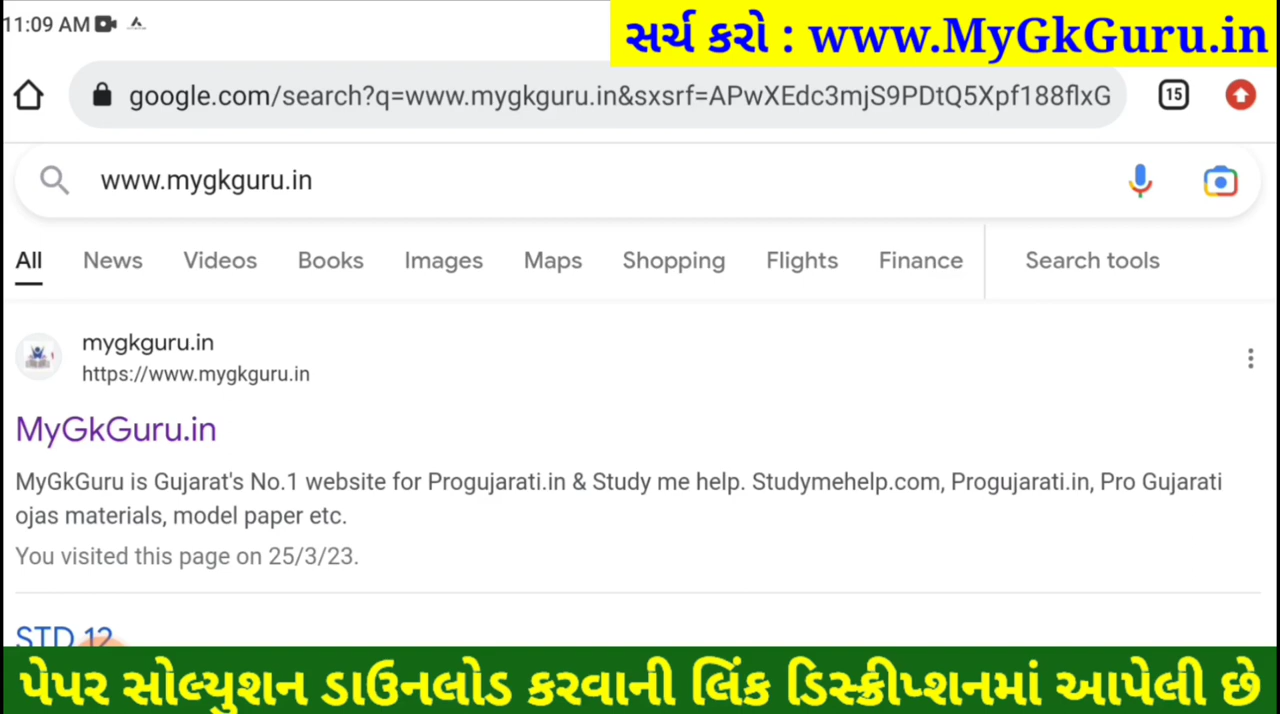 11:09 AM
સર્ચ કરો : www.MyGkGuru.in
google.com/search?q=www.mygkguru.in&sxsrf=APwXEdc3mjS9PDtQ5Xpf188flxG
15
www.mygkguru.in
All News Videos Books Images Maps Shopping Flights Finance Search tools
mygkguru.in
https://www.mygkguru.in
MyGkGuru.in
MyGkGuru is Gujarat's No.1 website for Progujarati.in & Study me help. Studymehelp.com, Progujarati.in, Pro Gujarati
ojas materials, model paper etc.
You visited this page on 25/3/23.
STD 12
પેપર સોલ્યુશન ડાઉનલોડ કરવાની લિંક ડિસ્ક્રીપ્શનમાં આપેલી છે